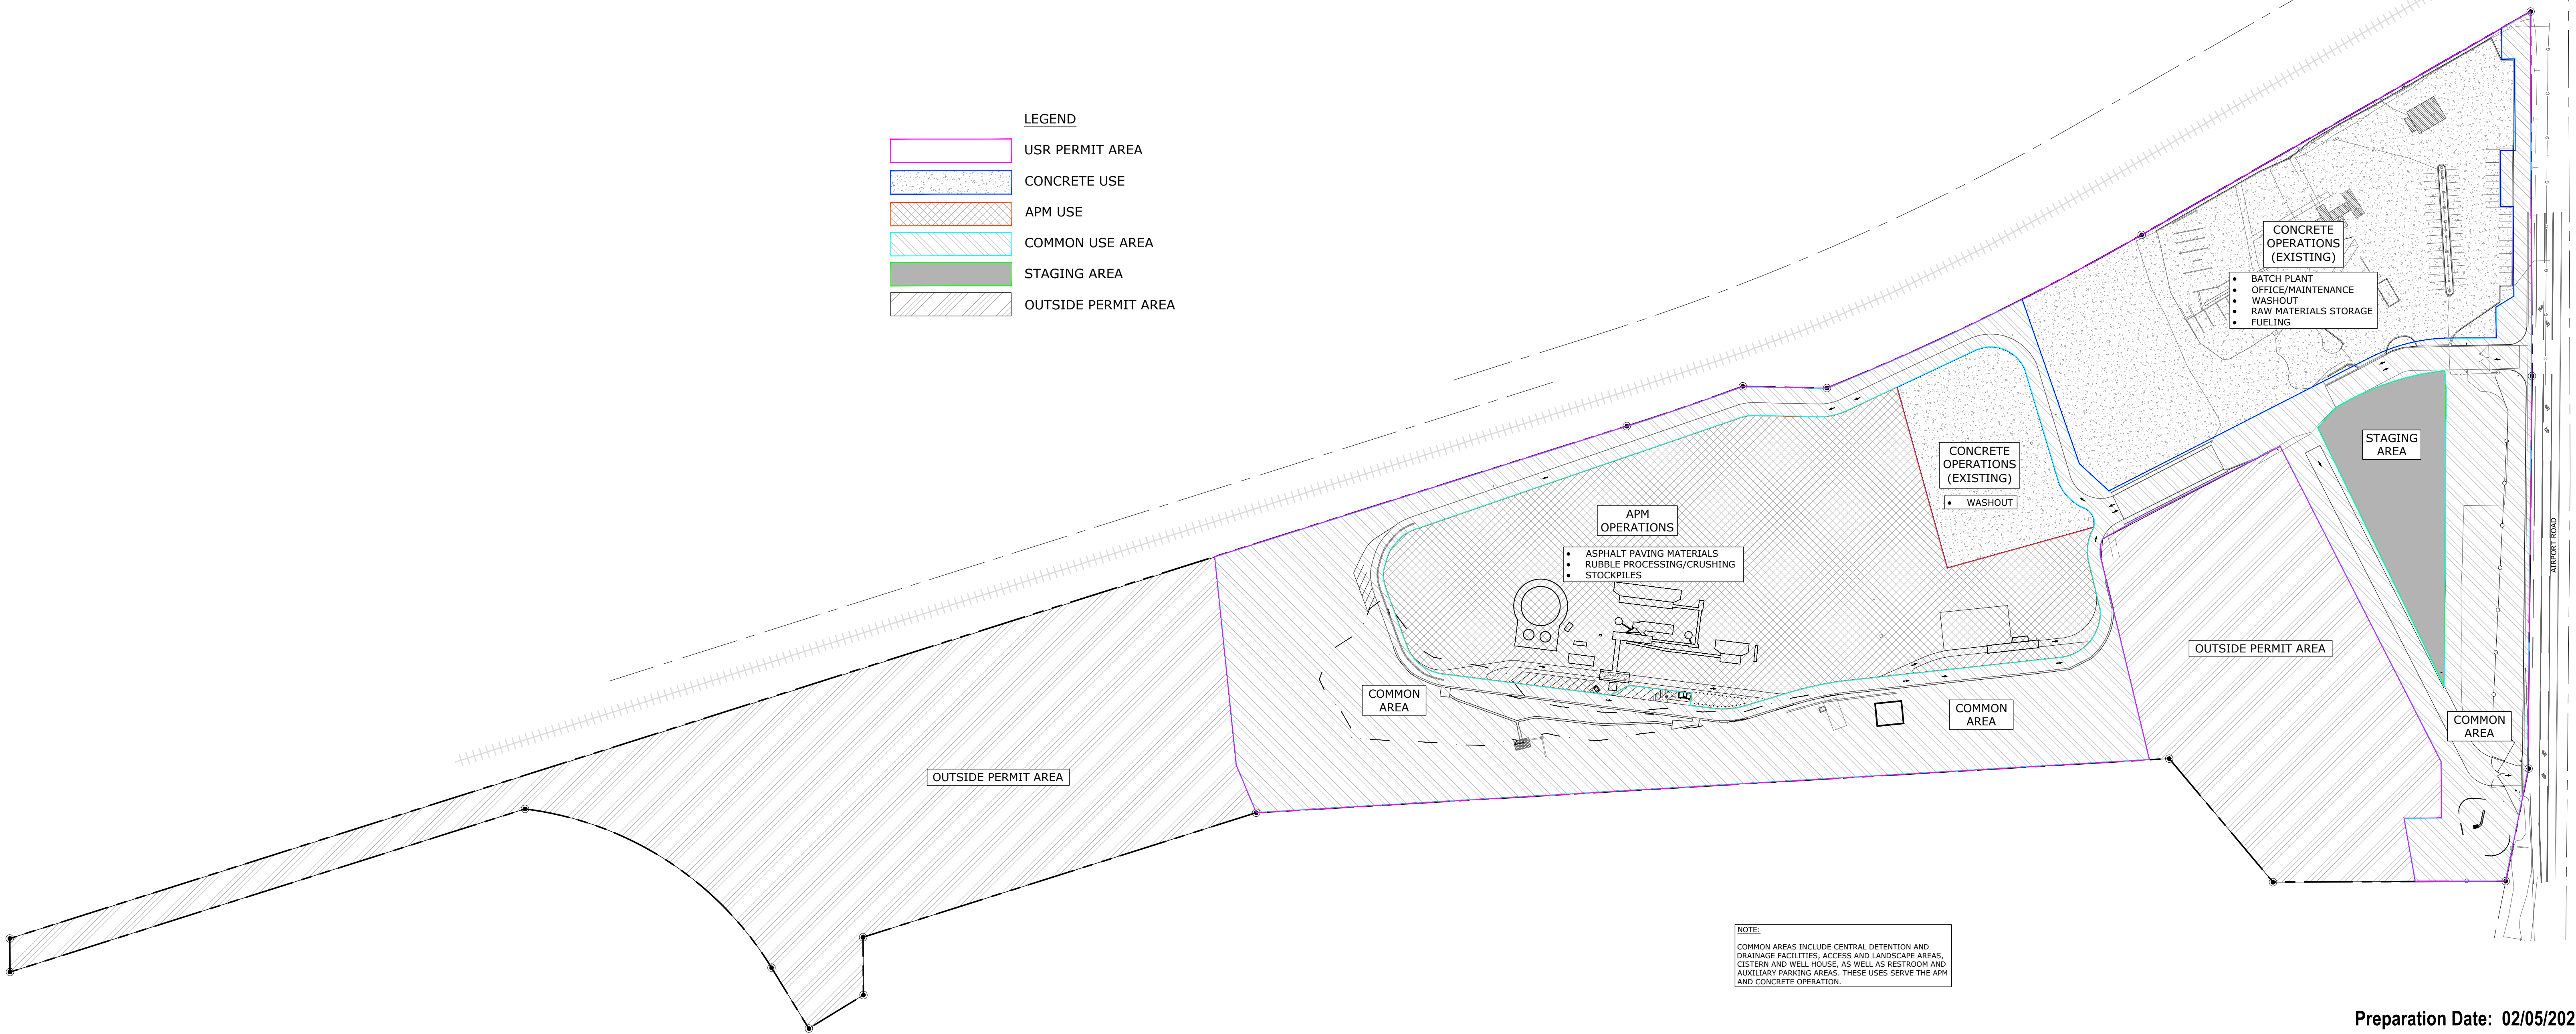 LEGEND
USR PERMIT AREA
CONCRETE USE
APM USE
COMMON USE AREA
STAGING AREA
OUTSIDE PERMIT AREA
CONCRETE
OPERATIONS
(EXISTING)
• BATCH PLANT
• OFFICE/MAINTENANCE
• WASHOUT
• RAW MATERIALS STORAGE
• FUELING
STAGING
AREA
CONCRETE
OPERATIONS
(EXISTING)
• WASHOUT
APM
OPERATIONS
• ASPHALT PAVING MATERIALS
• RUBBLE PROCESSING/CRUSHING
• STOCKPILES
AIRPORT ROAD
OUTSIDE PERMIT AREA
COMMON
AREA
COMMON
AREA
COMMON
AREA
OUTSIDE PERMIT AREA
NOTE:
COMMON AREAS INCLUDE CENTRAL DETENTION AND
DRAINAGE FACILITIES, ACCESS AND LANDSCAPE AREAS,
CISTERN AND WELL HOUSE, AS WELL AS RESTROOM AND
AUXILIARY PARKING AREAS. THESE USES SERVE THE APM
AND CONCRETE OPERATION.
Preparation Date: 02/05/202